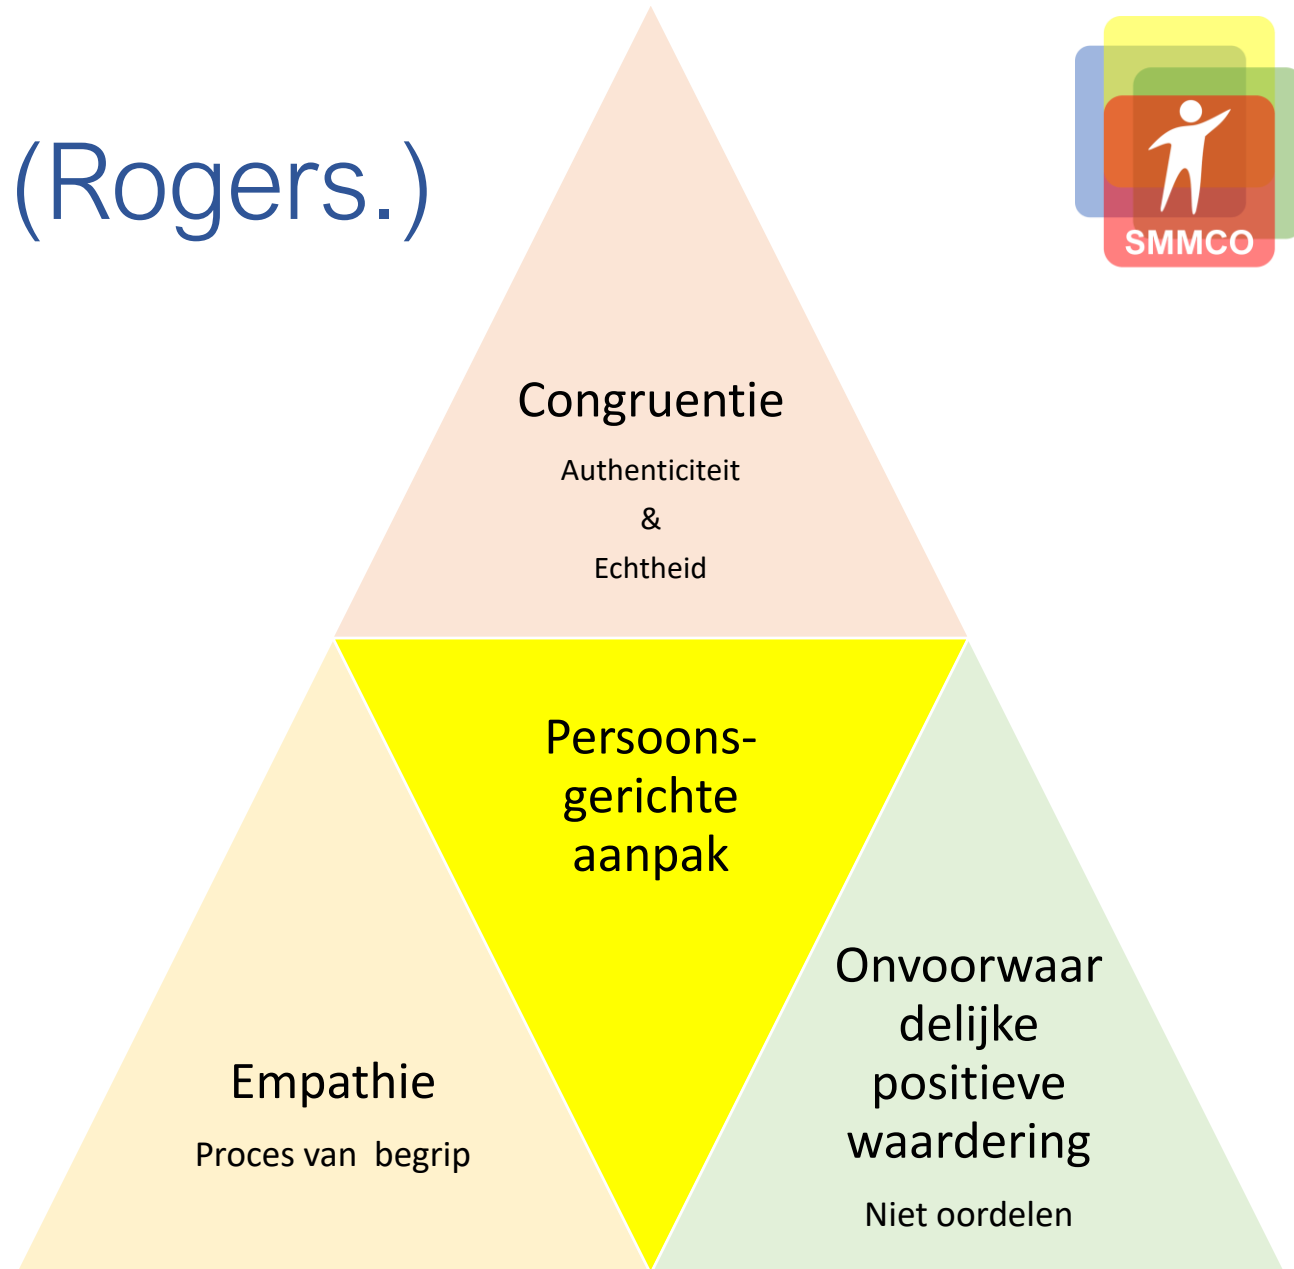 (Rogers.)
SMMCO
Congruentie
Authenticiteit
&
Echtheid
Persoons-
gerichte
aanpak
Empathie
Proces van  begrip
Onvoorwaar
delijke
positieve
waardering
Niet oordelen